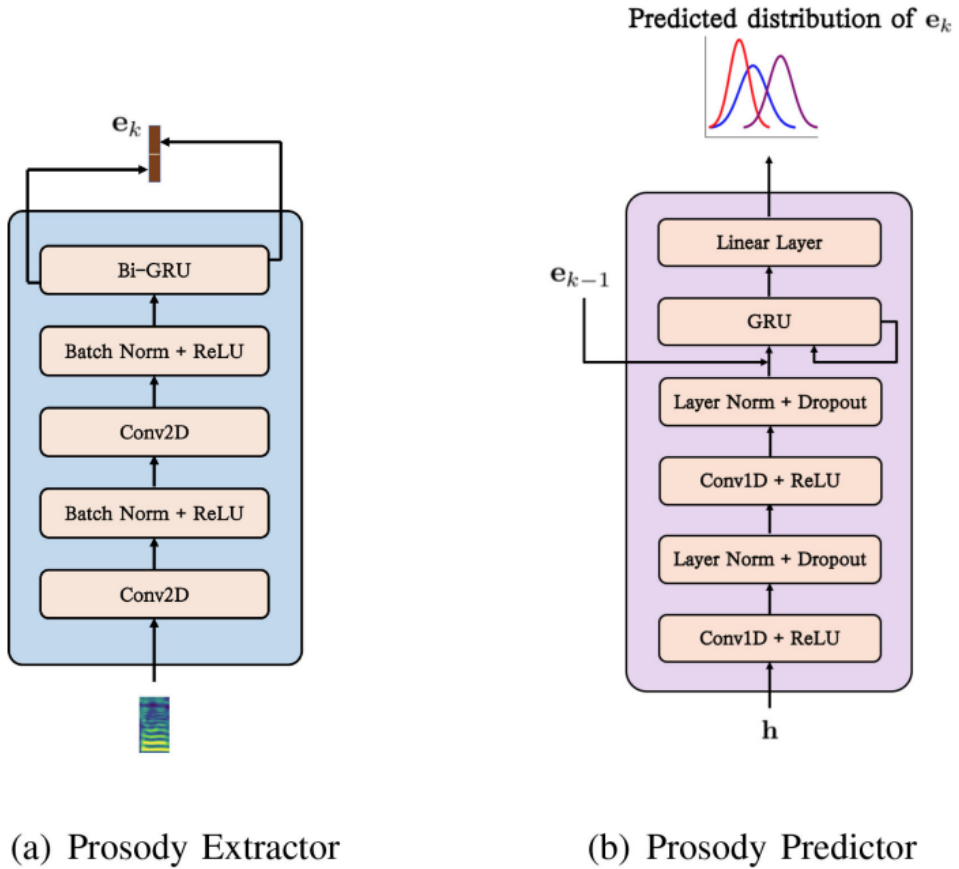 e_k
Bi-GRU
Batch Norm + ReLU
Conv2D
Batch Norm + ReLU
Conv2D
(a) Prosody Extractor
Predicted distribution of e_k
Linear Layer
e_{k-1}
GRU
Layer Norm + Dropout
Conv1D + ReLU
Layer Norm + Dropout
Conv1D + ReLU
h
(b) Prosody Predictor